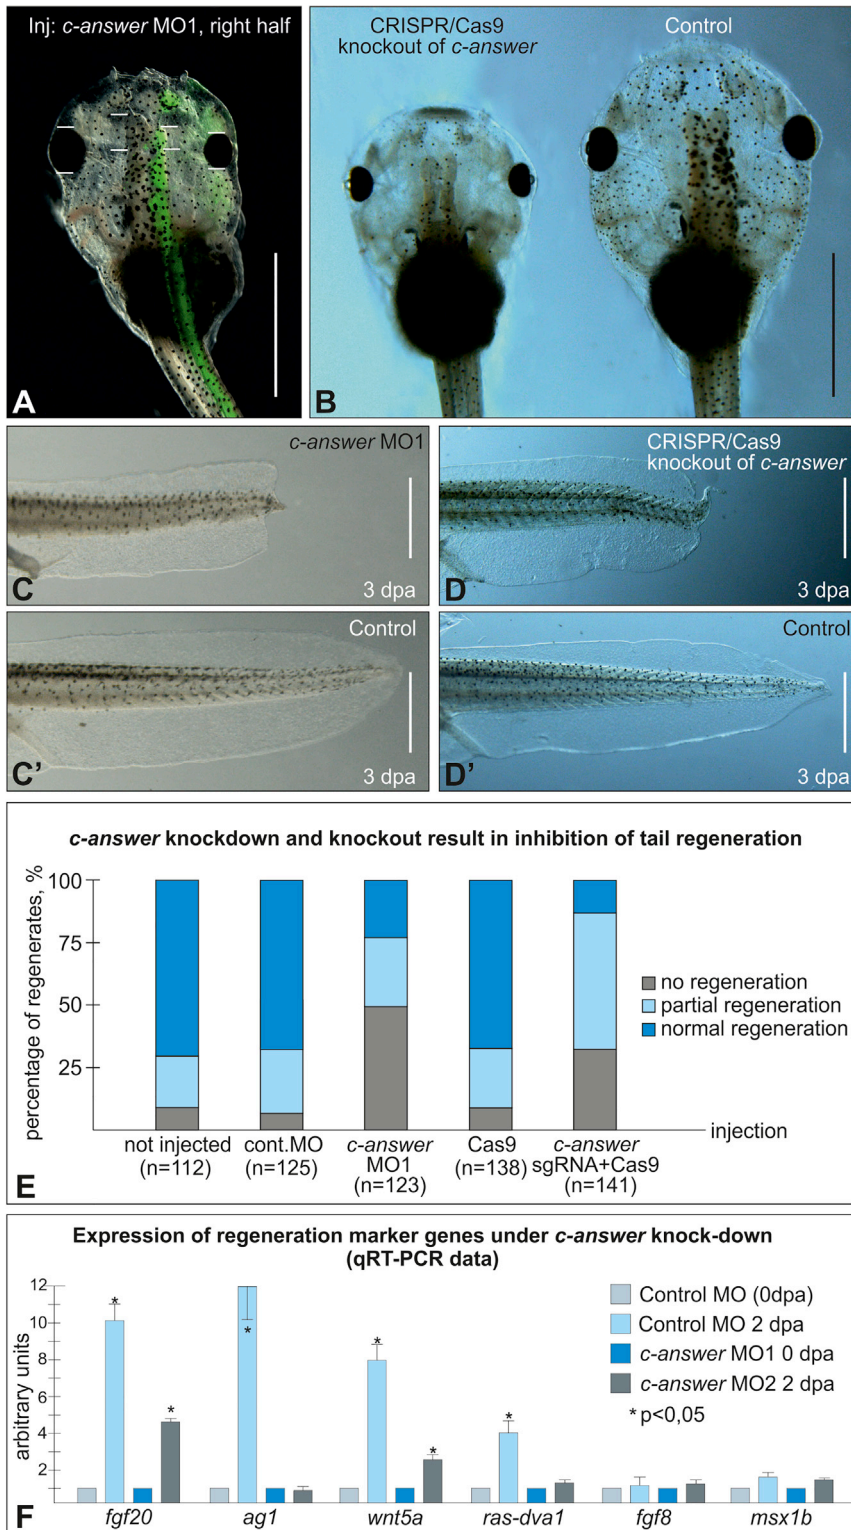 Inj: c-answer MO1, right half
A
CRISPR/Cas9
knockout of c-answer
Control
B
c-answer MO1
C
3 dpa
CRISPR/Cas9
knockout of c-answer
D
3 dpa
Control
C'
3 dpa
Control
D'
3 dpa
c-answer knockdown and knockout result in inhibition of tail regeneration
percentage of regenerates, %
100
75
50
25
no regeneration
partial regeneration
normal regeneration
injection
not injected
(n=112)
cont.MO
(n=125)
c-answer
MO1
(n=123)
Cas9
(n=138)
c-answer
sgRNA+Cas9
(n=141)
E
Expression of regeneration marker genes under c-answer knock-down
(qRT-PCR data)
arbitrary units
12
10
8
6
4
2
* * * * * *
Control MO (0dpa)
Control MO 2 dpa
c-answer MO1 0 dpa
c-answer MO2 2 dpa
* p<0,05
fgf20
ag1
wnt5a
ras-dva1
fgf8
msx1b
F